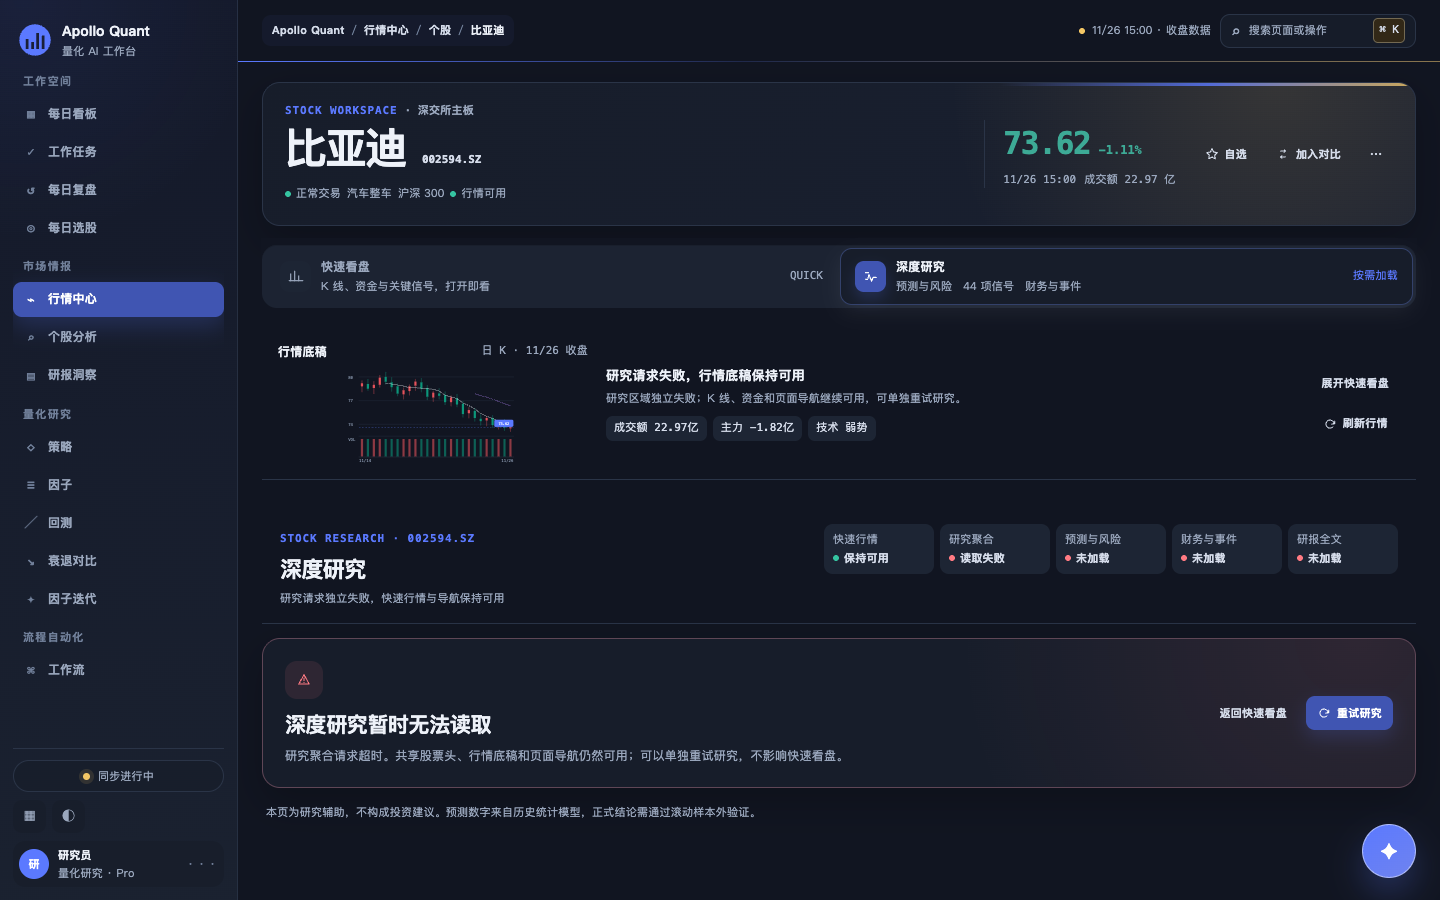 Apollo Quant
量化 AI 工作台
工作空间
每日看板
工作任务
每日复盘
每日选股
市场情报
行情中心
个股分析
研报洞察
量化研究
策略
因子
回测
衰退对比
因子迭代
流程自动化
工作流
同步进行中
研
研究员
量化研究 · Pro
Apollo Quant / 行情中心 / 个股 / 比亚迪
11/26 15:00 · 收盘数据
搜索页面或操作
⌘ K
STOCK WORKSPACE · 深交所主板
比亚迪 002594.SZ
正常交易 汽车整车 沪深 300 行情可用
73.62 −1.11%
11/26 15:00 成交额 22.97 亿
自选
加入对比
快速看盘
K 线、资金与关键信号，打开即看
QUICK
深度研究
预测与风险 44 项信号 财务与事件
按需加载
行情底稿
日 K · 11/26 收盘
77
VOL
11/26
研究请求失败，行情底稿保持可用
研究区域独立失败；K 线、资金和页面导航继续可用，可单独重试研究。
成交额 22.97亿
主力 −1.82亿
技术 弱势
展开快速看盘
刷新行情
STOCK RESEARCH · 002594.SZ
深度研究
研究请求独立失败，快速行情与导航保持可用
快速行情
保持可用
研究聚合
读取失败
预测与风险
未加载
财务与事件
未加载
研报全文
未加载
深度研究暂时无法读取
研究聚合请求超时。共享股票头、行情底稿和页面导航仍然可用；可以单独重试研究，不影响快速看盘。
返回快速看盘
重试研究
本页为研究辅助，不构成投资建议。预测数字来自历史统计模型，正式结论需通过滚动样本外验证。